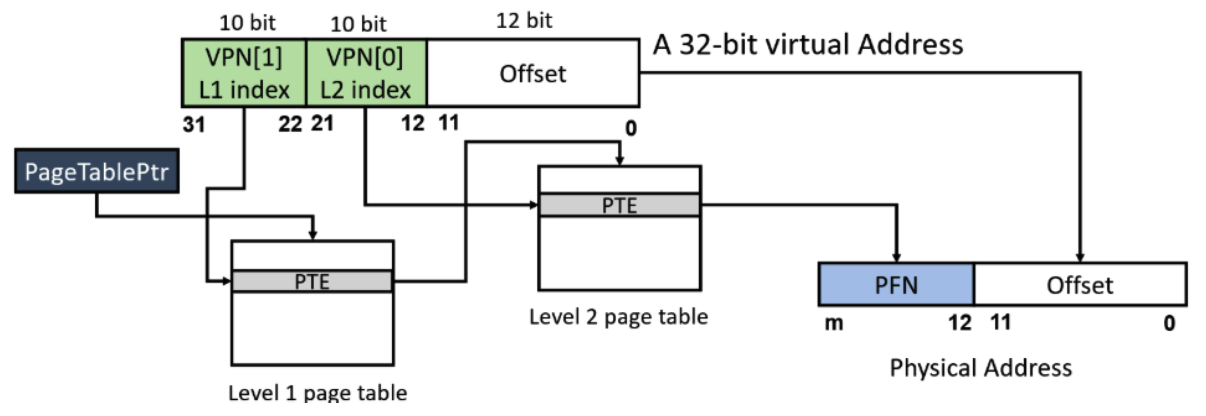 10 bit
10 bit
12 bit
A 32-bit virtual Address
VPN[1]
L1 index
VPN[0]
L2 index
Offset
31
22
21
12
11
0
PageTablePtr
PTE
Level 1 page table
PTE
Level 2 page table
PFN
Offset
m
12
11
0
Physical Address